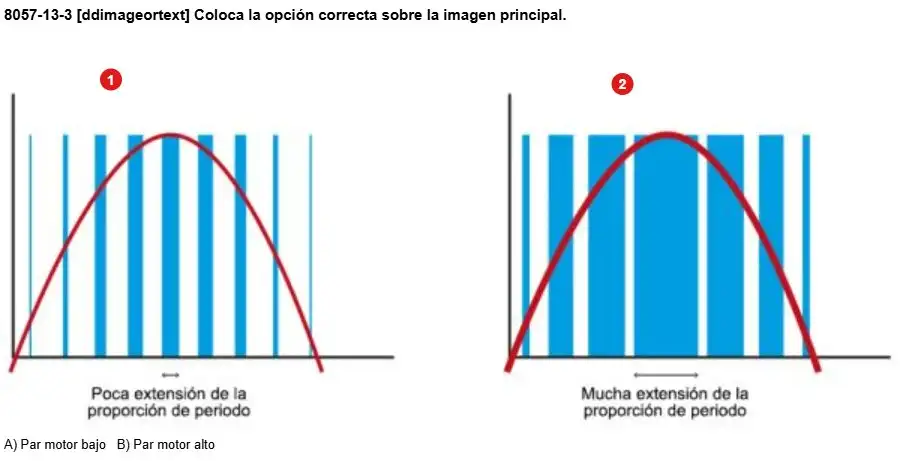 8057-13-3 [ddimageortext] Coloca la opción correcta sobre la imagen principal.
1
2
Poca extensión de la
proporción de periodo
Mucha extensión de la
proporción de periodo
A) Par motor bajo B) Par motor alto